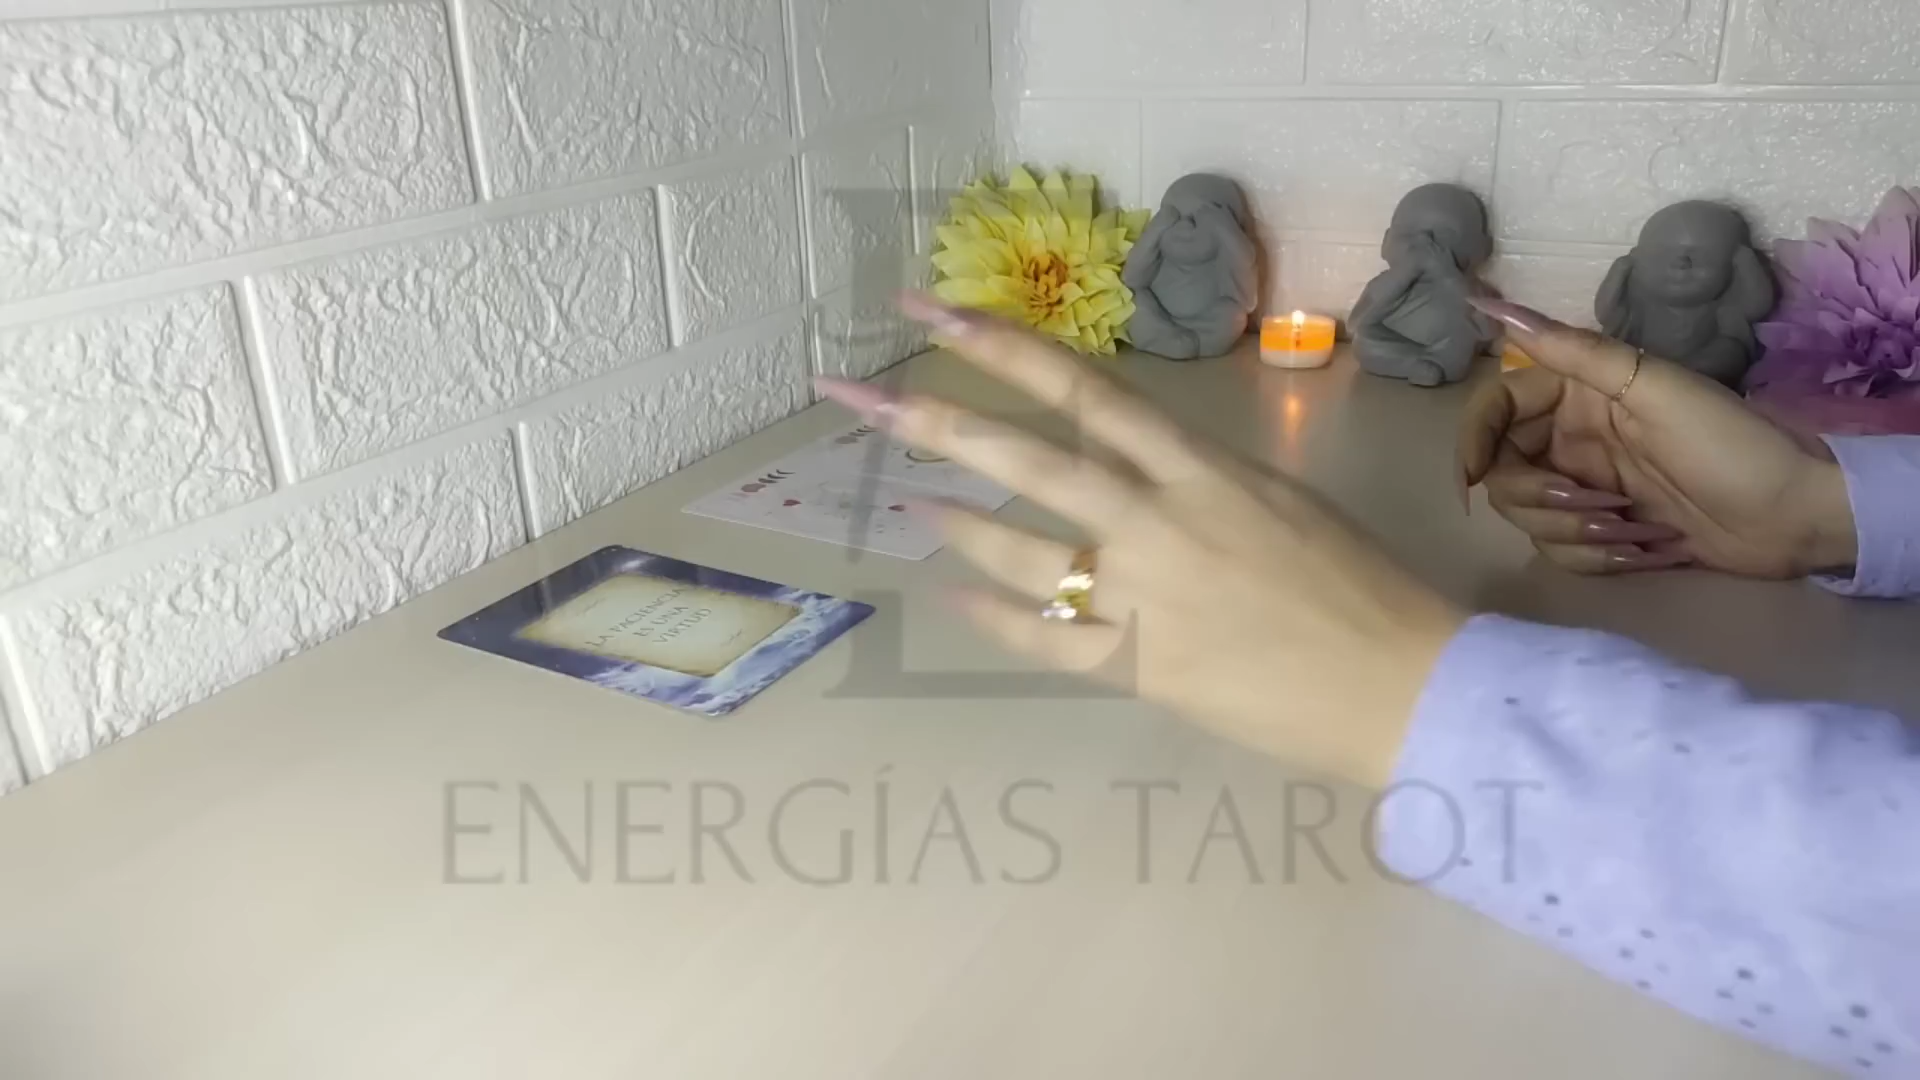 LA PACIENCIA
ES UNA
VIRTUD
E
ENERGÍAS TAROT